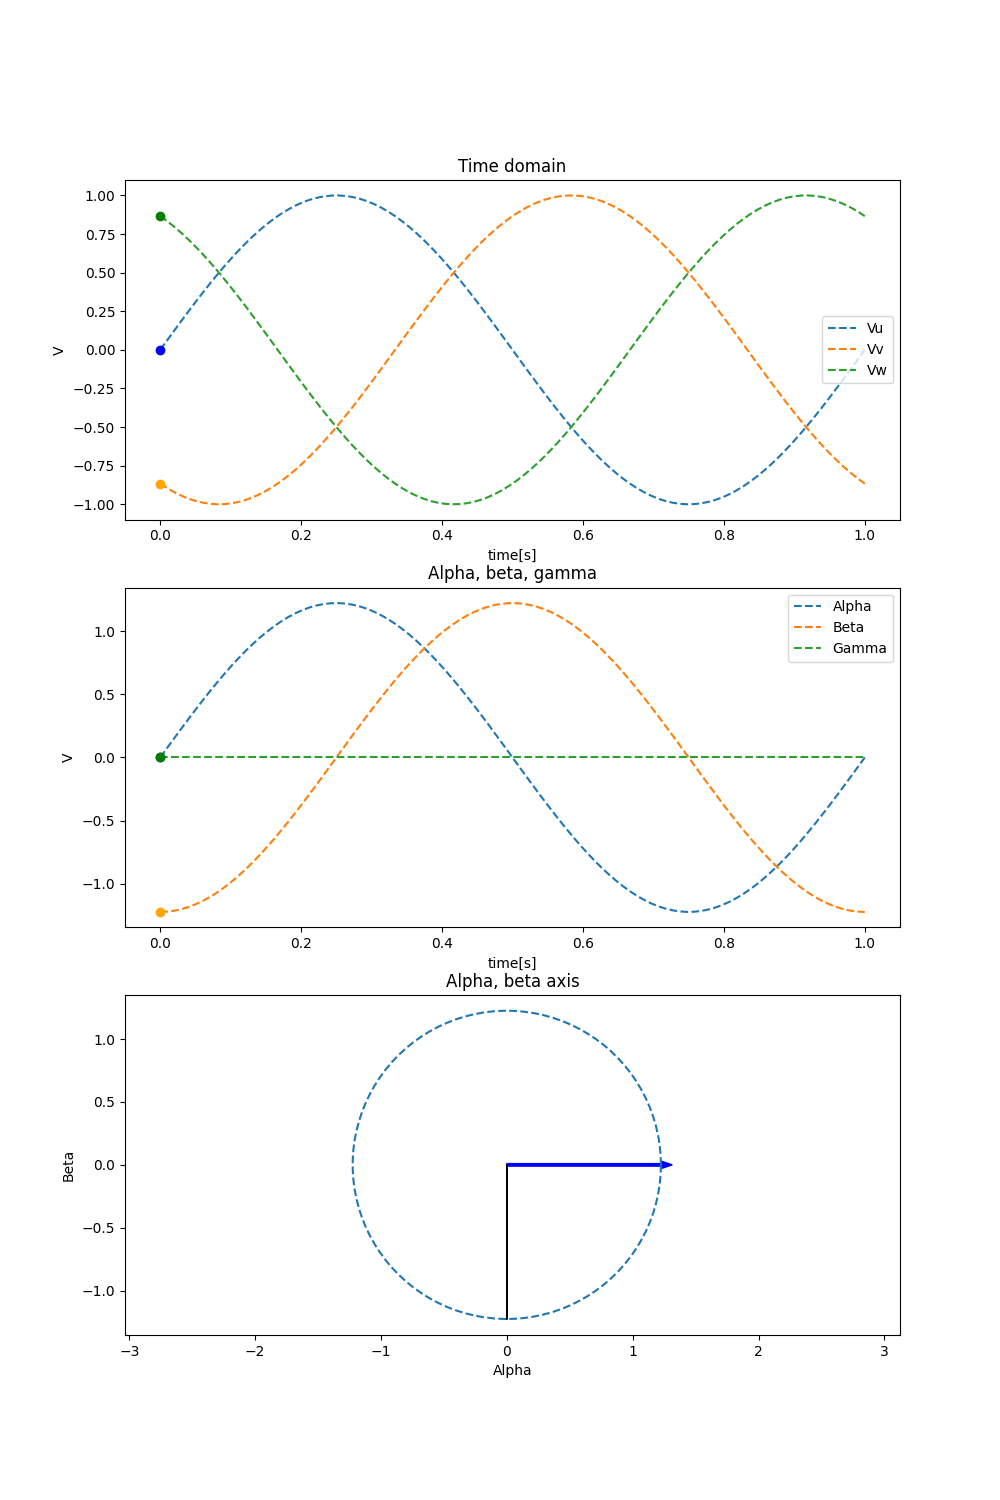 Time domain
1.00
0.75
0.50
0.25
0.00
−0.25
−0.50
−0.75
−1.00
V
Vu
Vv
Vw
0.0 0.2 0.4 0.6 0.8 1.0
time[s]
Alpha, beta, gamma
1.0
0.5
0.0
−0.5
−1.0
V
Alpha
Beta
Gamma
0.0 0.2 0.4 0.6 0.8 1.0
time[s]
Alpha, beta axis
1.0
0.5
0.0
−0.5
−1.0
Beta
−3 −2 −1 0 1 2 3
Alpha